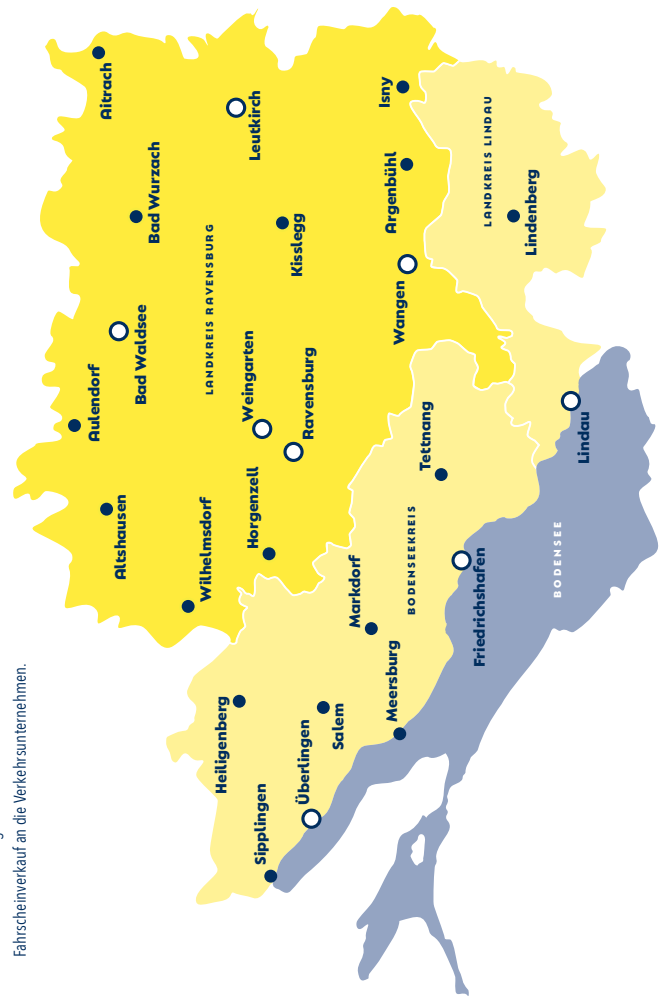 Fahrscheinverkauf an die Verkehrsunternehmen.
Aitrach
Bad Wurzach
Leutkirch
Isny
Aulendorf
Bad Waldsee
LANDKREIS RAVENSBURG
Kisslegg
Argenbühl
LANDKREIS LINDAU
Lindenberg
Wangen
Altshausen
Weingarten
Ravensburg
Wilhelmsdorf
Horgenzell
Tettnang
Lindau
BODENSEEKREIS
Markdorf
Friedrichshafen
BODENSEE
Heiligenberg
Salem
Meersburg
Überlingen
Sipplingen